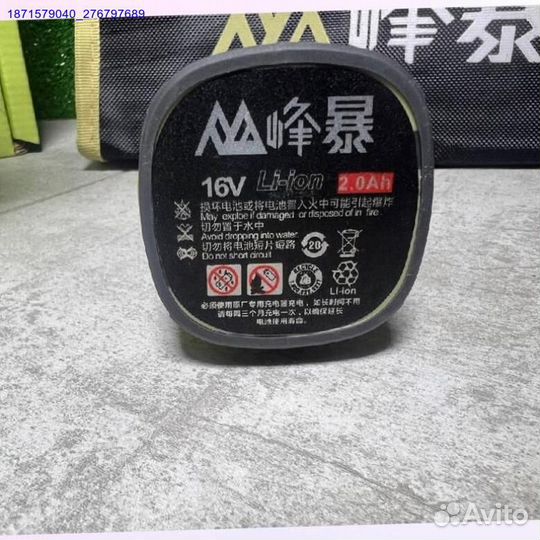 1871579040_276797689
峰暴
峰暴
16V Li-ion 2.0Ah
损坏电池或将电池置入火中可能引起爆炸
May exploe if damaged or disposed of in fire.
切勿置于水中
Avoid dropping into water.
切勿将电池短片短路
Do not short circuit
20
RECYCLE
Li-ion
必须使用原厂专用充电器充电，如长时间不用
请每周三个月充电一次，以确保延长
电池使用寿命。
Avito